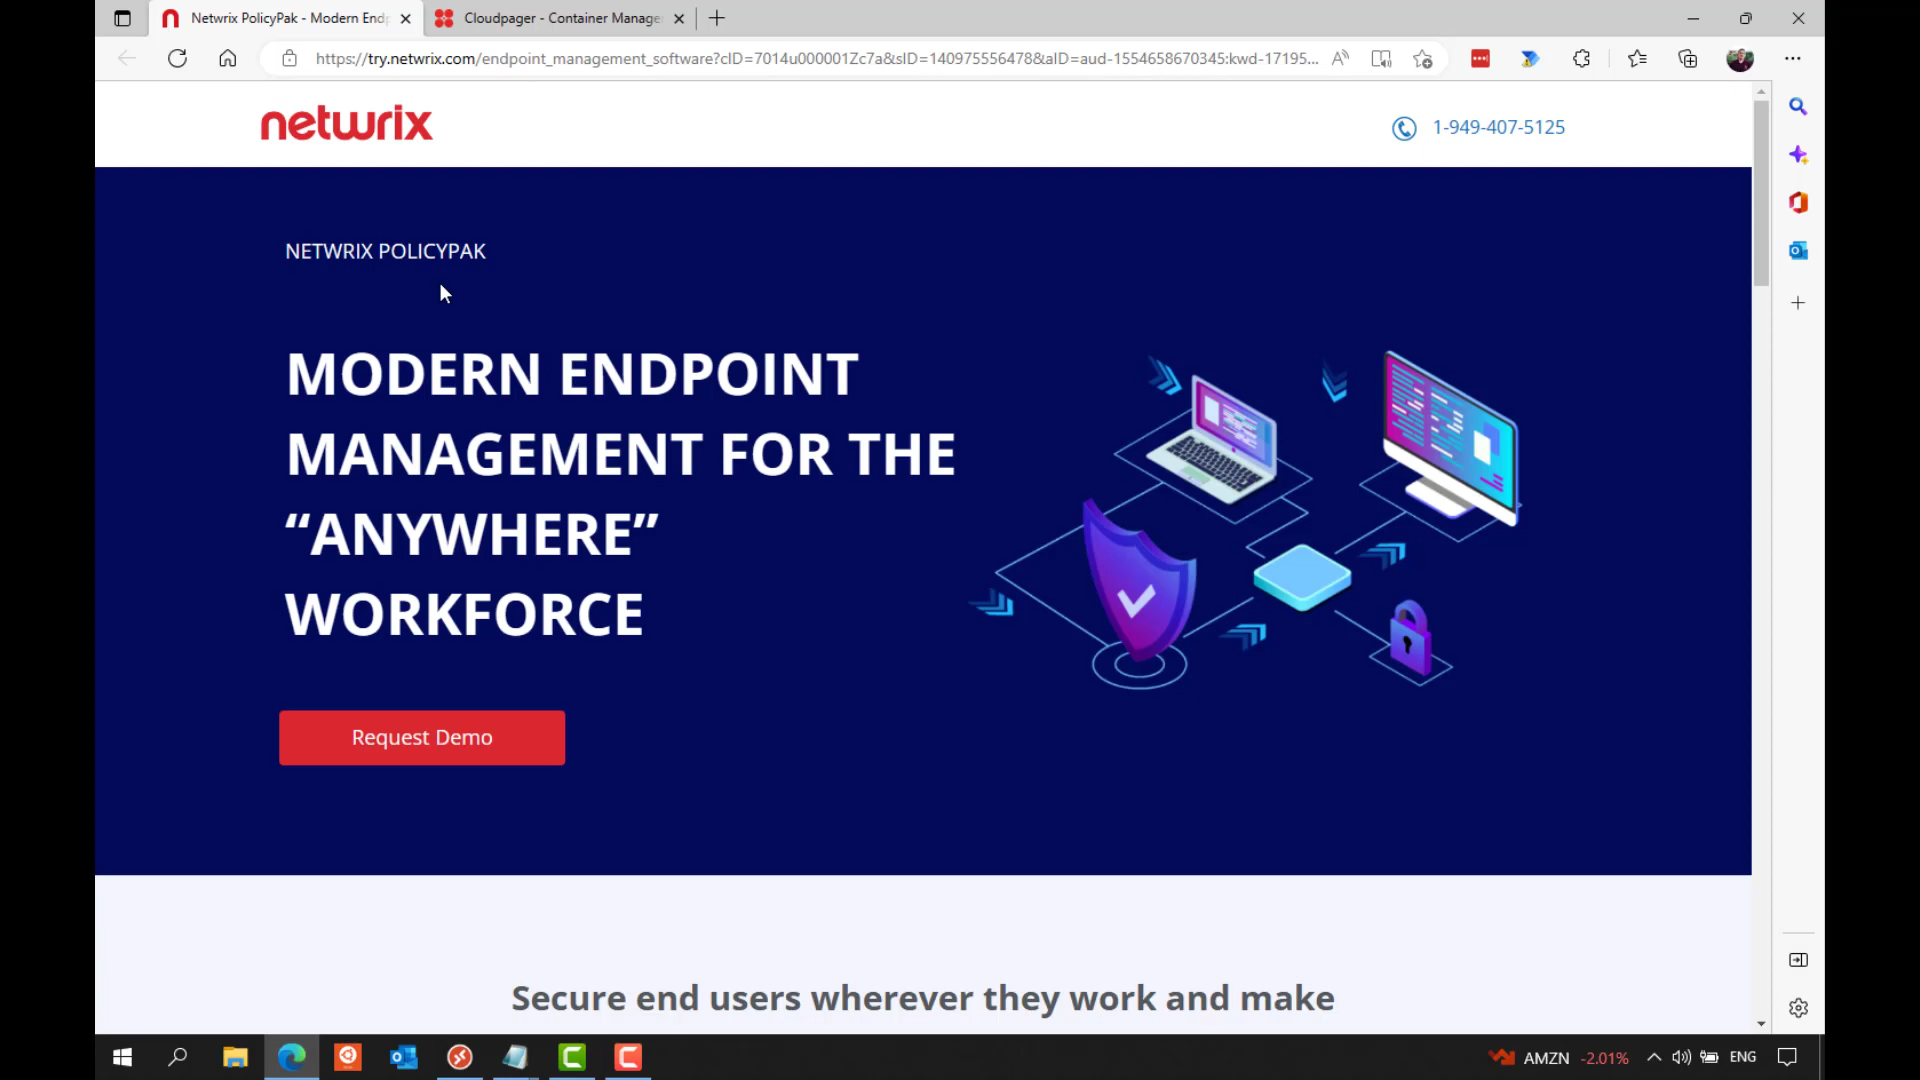 Netwrix PolicyPak - Modern Endp
Cloudpager - Container Manage
https://try.netwrix.com/endpoint_management_software?cID=7014u000001Zc7a&sID=140975556478&aID=aud-1554658670345:kwd-17195...
netwrix
1-949-407-5125
NETWRIX POLICYPAK
MODERN ENDPOINT
MANAGEMENT FOR THE
“ANYWHERE”
WORKFORCE
Request Demo
Secure end users wherever they work and make
AMZN -2.01%
ENG